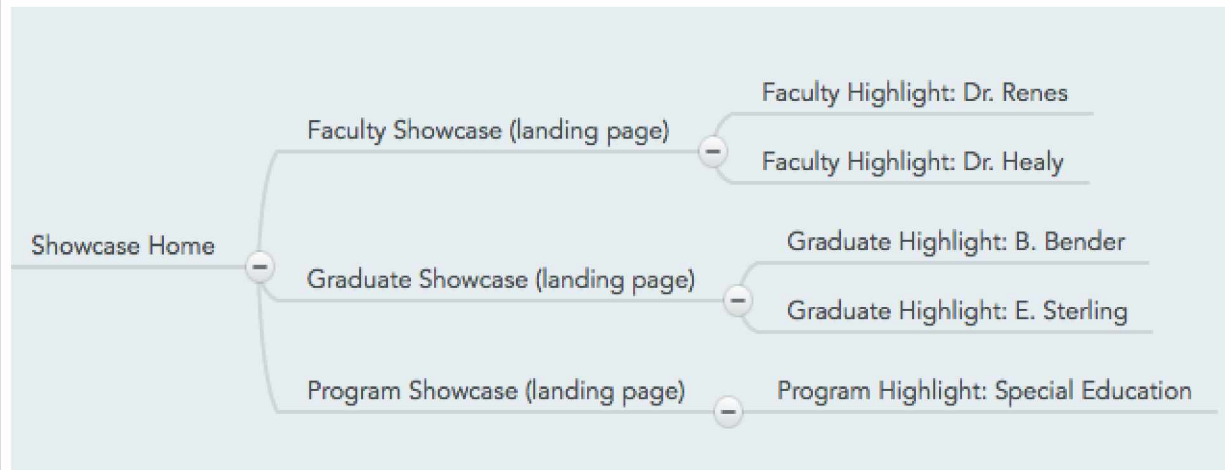 Showcase Home
Faculty Showcase (landing page)
Faculty Highlight: Dr. Renes
Faculty Highlight: Dr. Healy
Graduate Showcase (landing page)
Graduate Highlight: B. Bender
Graduate Highlight: E. Sterling
Program Showcase (landing page)
Program Highlight: Special Education